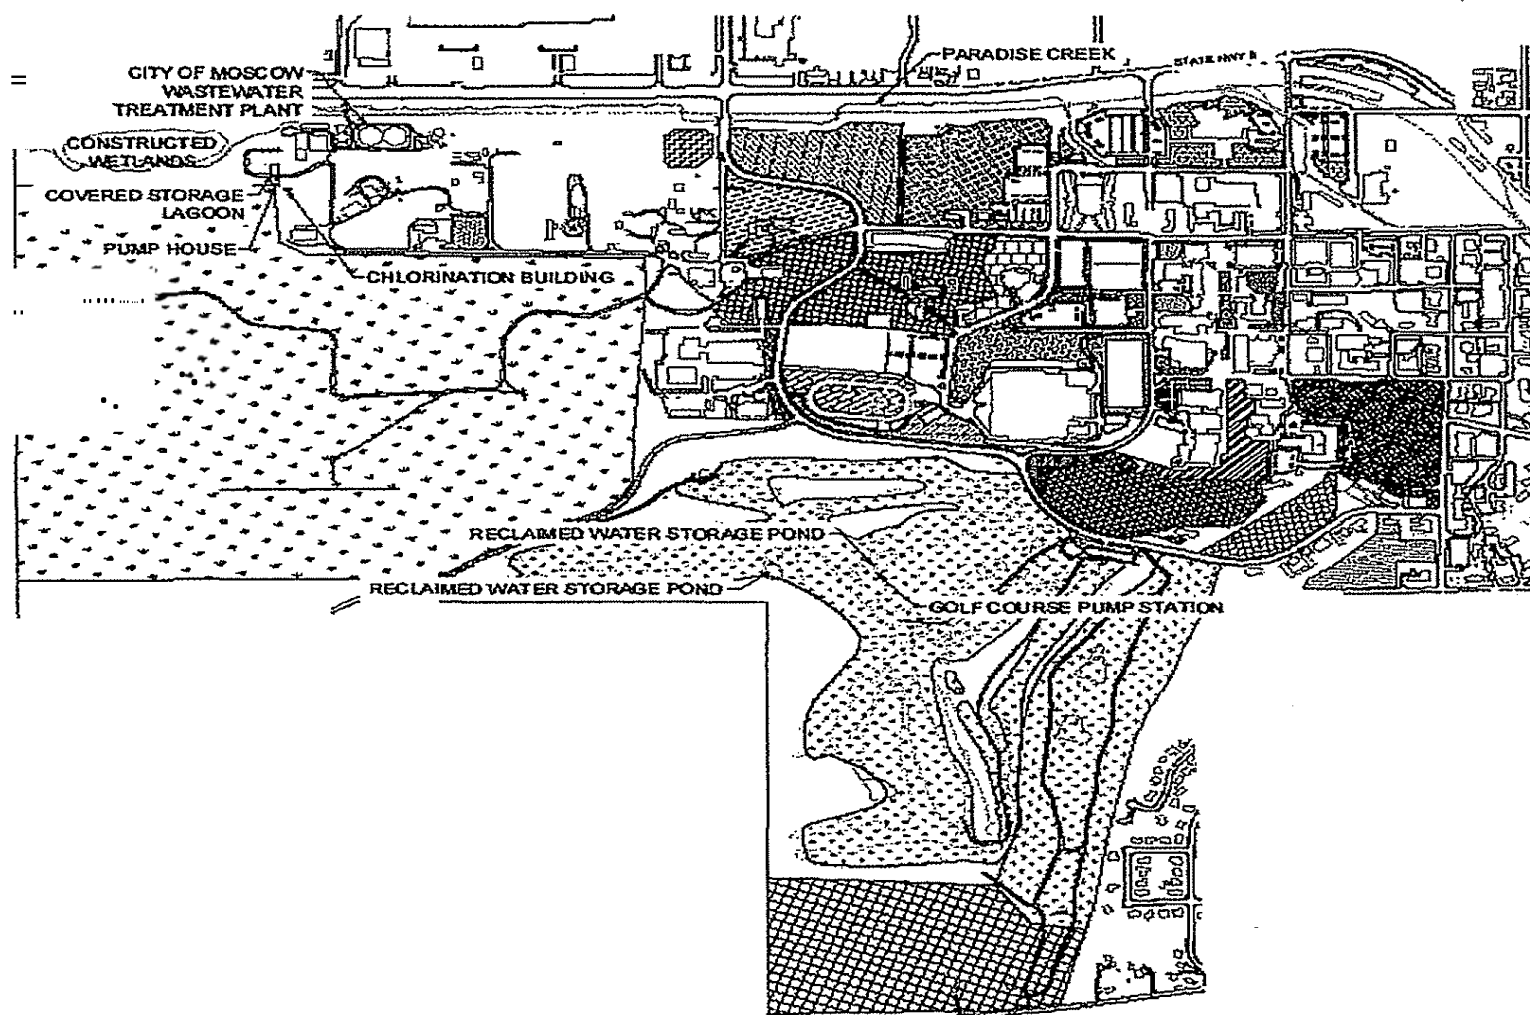 PARADISE CREEK
STATE HWY 8
CITY OF MOSCOW
WASTEWATER
TREATMENT PLANT
CONSTRUCTED
WETLANDS
COVERED STORAGE
LAGOON
PUMP HOUSE
CHLORINATION BUILDING
RECLAIMED WATER STORAGE POND
RECLAIMED WATER STORAGE POND
GOLF COURSE PUMP STATION